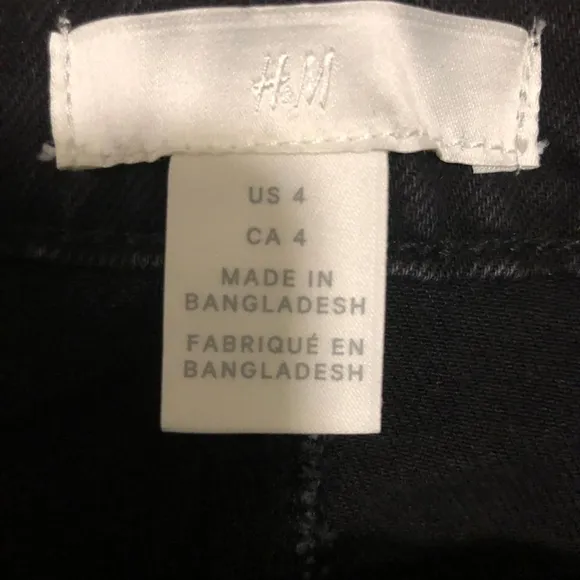 H&M
US 4
CA 4
MADE IN
BANGLADESH
FABRIQUÉ EN
BANGLADESH